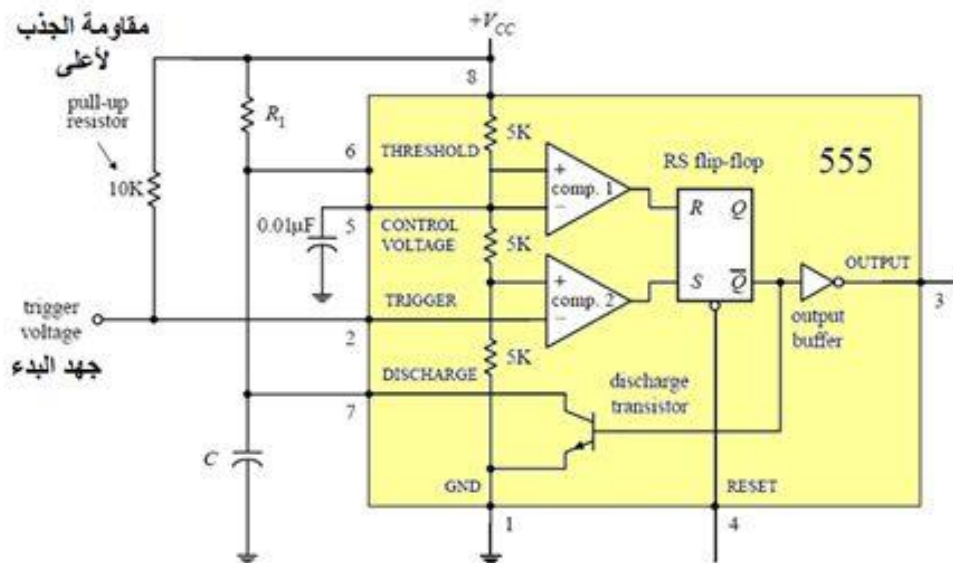 مقاومة الجذب
لأعلى
pull-up
resistor
10K
R1
+VCC
8
5K
6
THRESHOLD
+
comp. 1
−
RS flip-flop
555
R
Q
0.01µF
5
CONTROL
VOLTAGE
5K
S
Q̅
OUTPUT
3
trigger
voltage
جهد البدء
TRIGGER
2
+
comp. 2
−
output
buffer
5K
DISCHARGE
7
discharge
transistor
C
GND
RESET
1
4